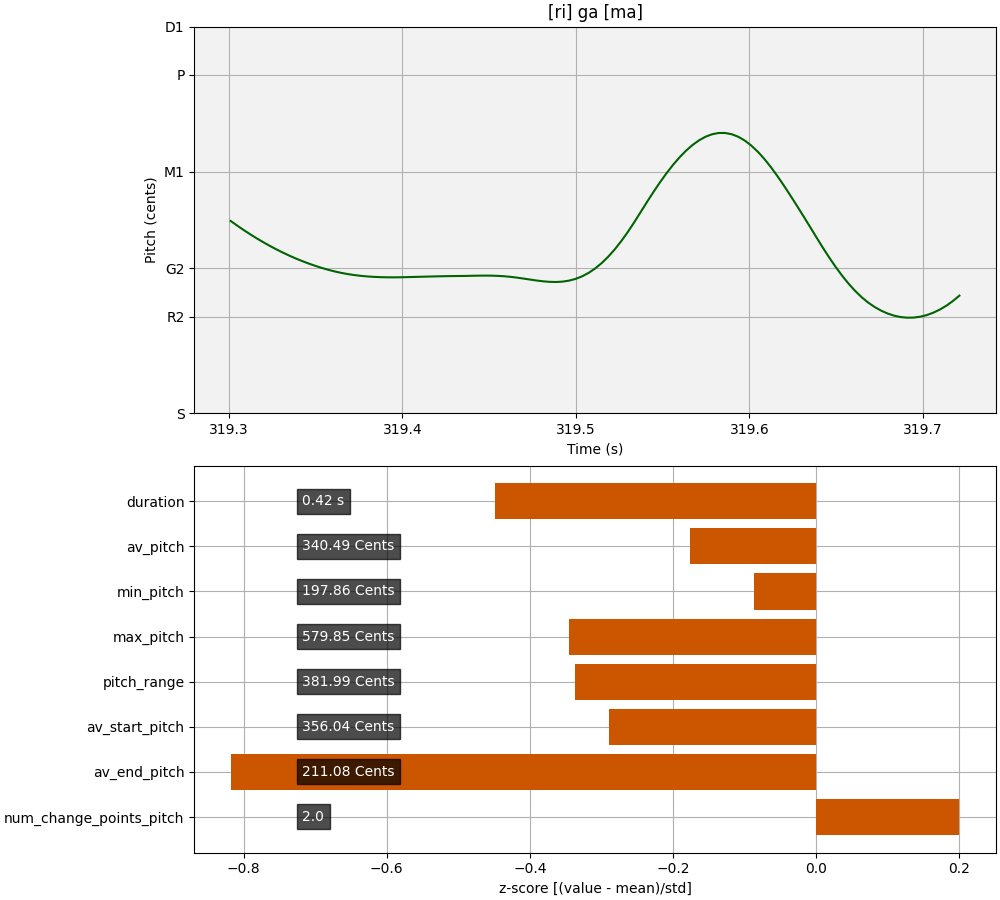 [ri] ga [ma]
D1
P
M1
G2
R2
S
Pitch (cents)
319.3 319.4 319.5 319.6 319.7
Time (s)
duration 0.42 s
av_pitch 340.49 Cents
min_pitch 197.86 Cents
max_pitch 579.85 Cents
pitch_range 381.99 Cents
av_start_pitch 356.04 Cents
av_end_pitch 211.08 Cents
num_change_points_pitch 2.0
−0.8 −0.6 −0.4 −0.2 0.0 0.2
z-score [(value - mean)/std]